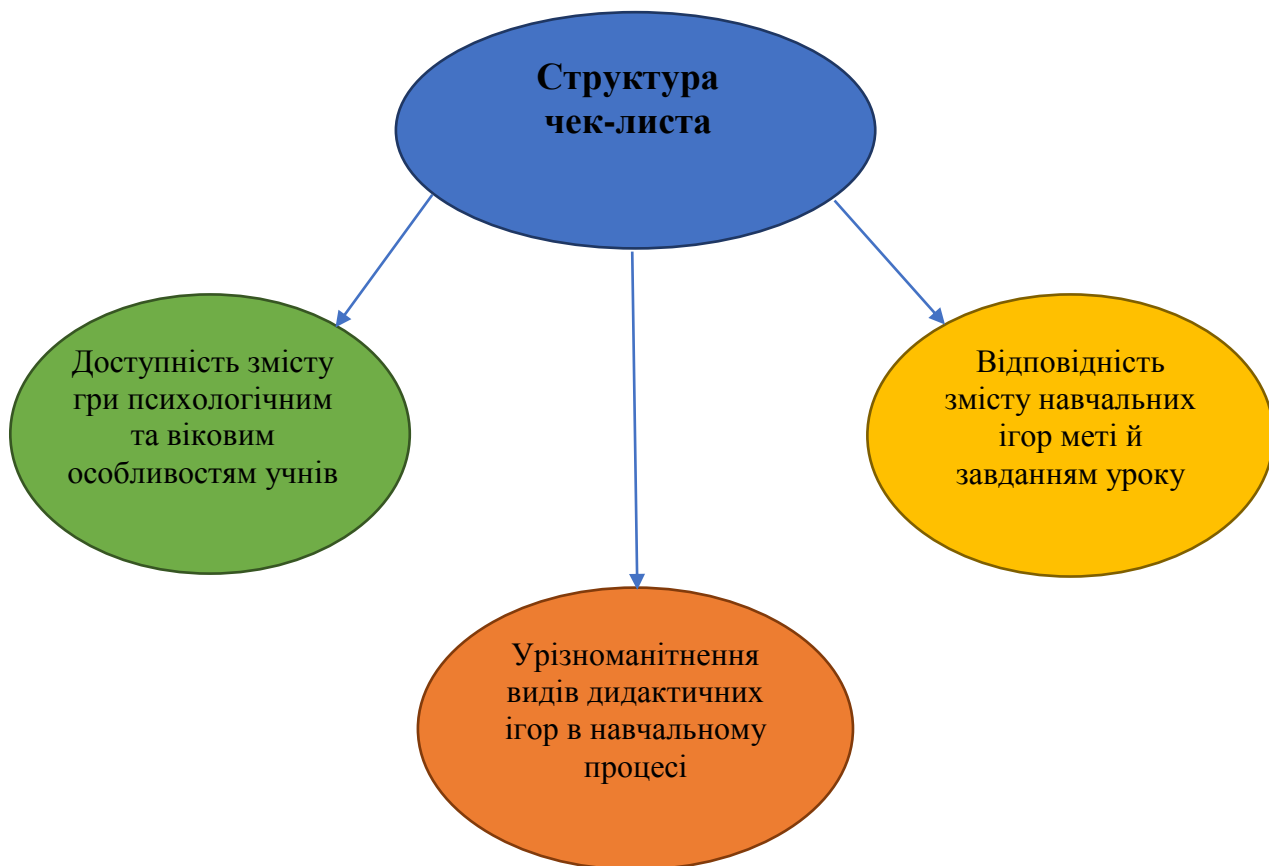 Структура
чек-листа
Доступність змісту
гри психологічним
та віковим
особливостям учнів
Відповідність
змісту навчальних
ігор меті й
завданням уроку
Урізноманітнення
видів дидактичних
ігор в навчальному
процесі